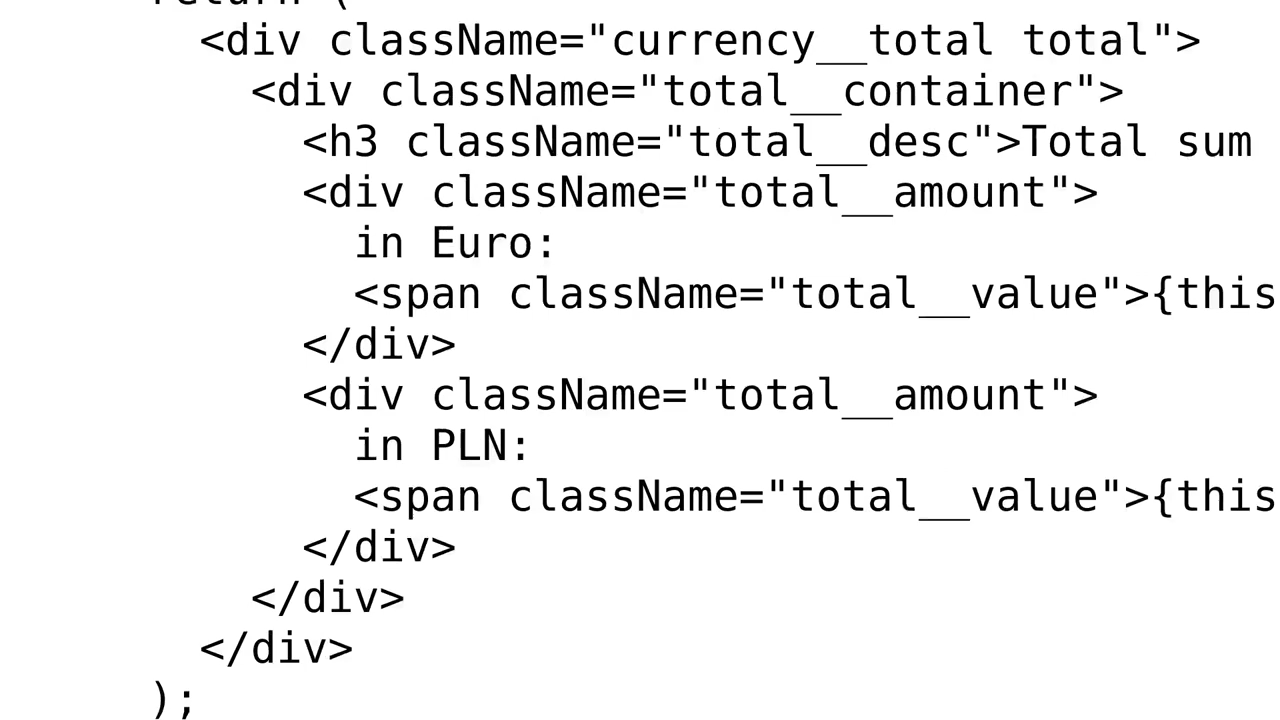 return (
<div className="currency__total total">
<div className="total__container">
<h3 className="total__desc">Total sum
<div className="total__amount">
in Euro:
<span className="total__value">{this
</div>
<div className="total__amount">
in PLN:
<span className="total__value">{this
</div>
</div>
</div>
);